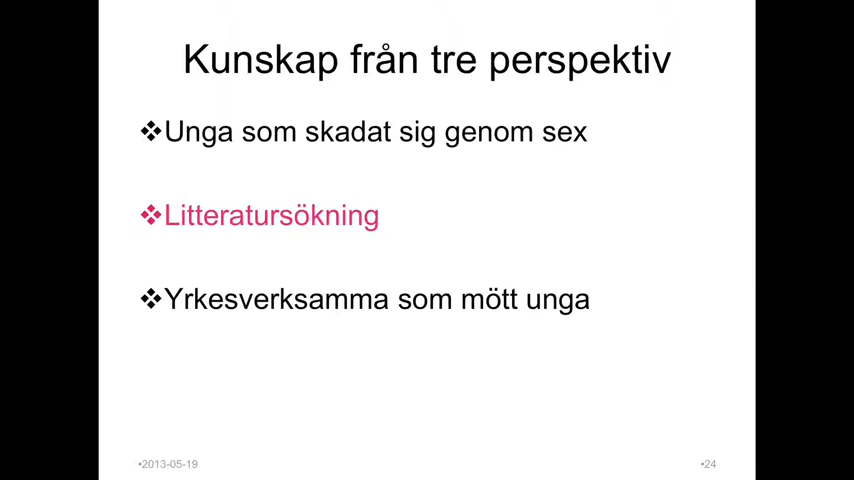 Kunskap från tre perspektiv
❖Unga som skadat sig genom sex
❖Litteratursökning
❖Yrkesverksamma som mött unga
•2013-05-19
•24